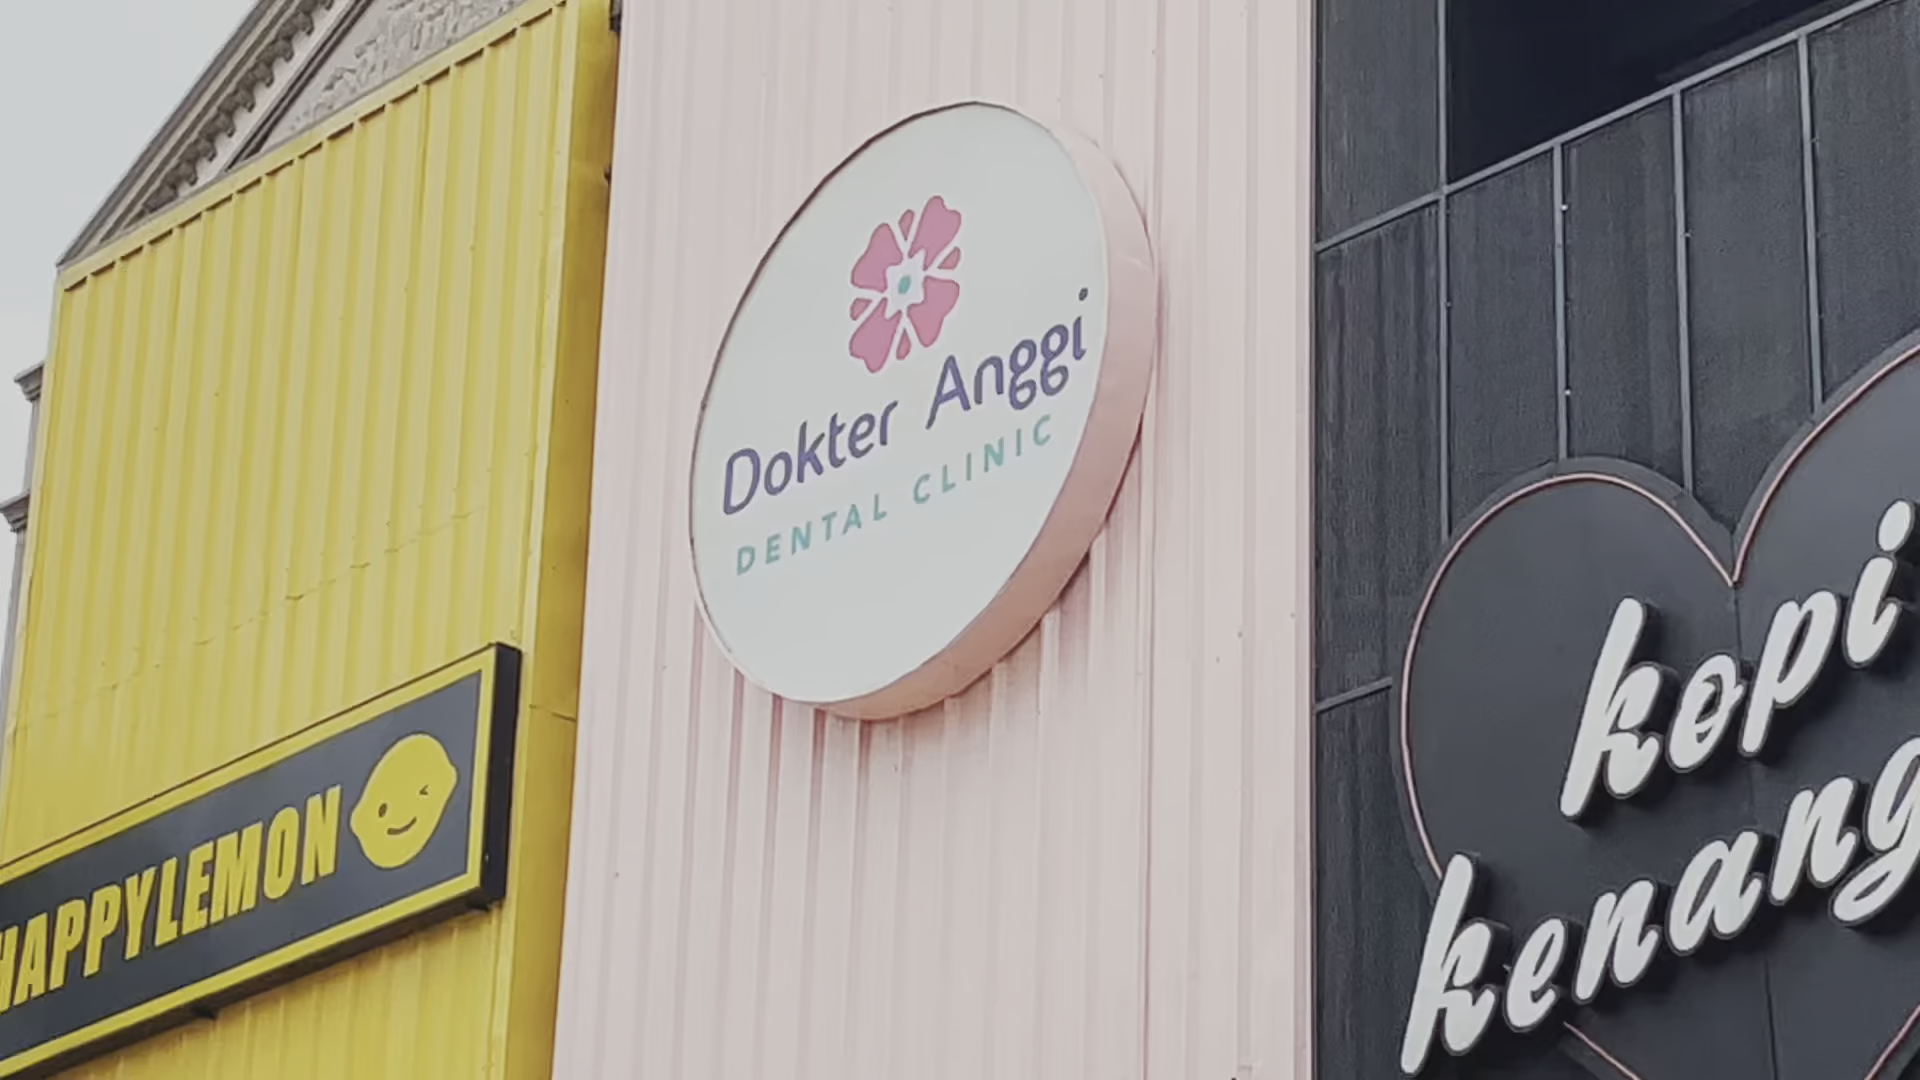 HAPPYLEMON
Dokter Anggi
DENTAL CLINIC
kopi
kenang